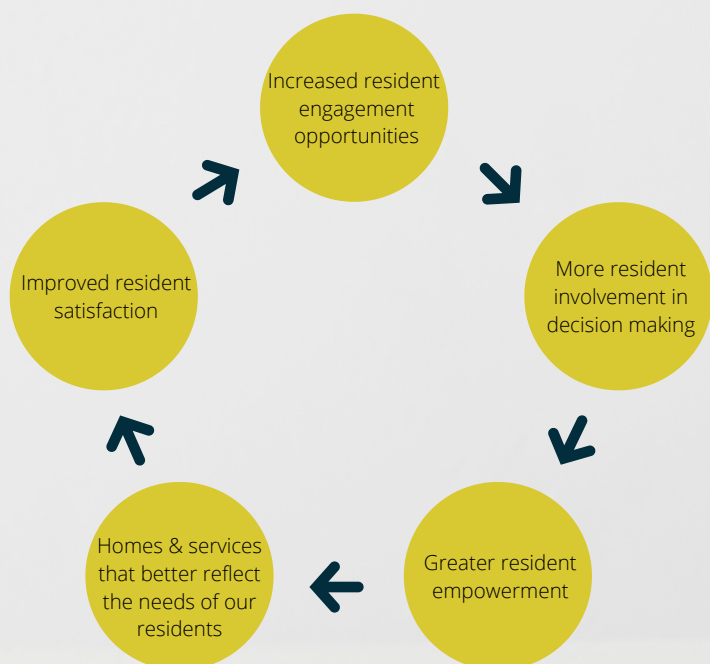 Increased resident
engagement
opportunities
More resident
involvement in
decision making
Greater resident
empowerment
Homes & services
that better reflect
the needs of our
residents
Improved resident
satisfaction